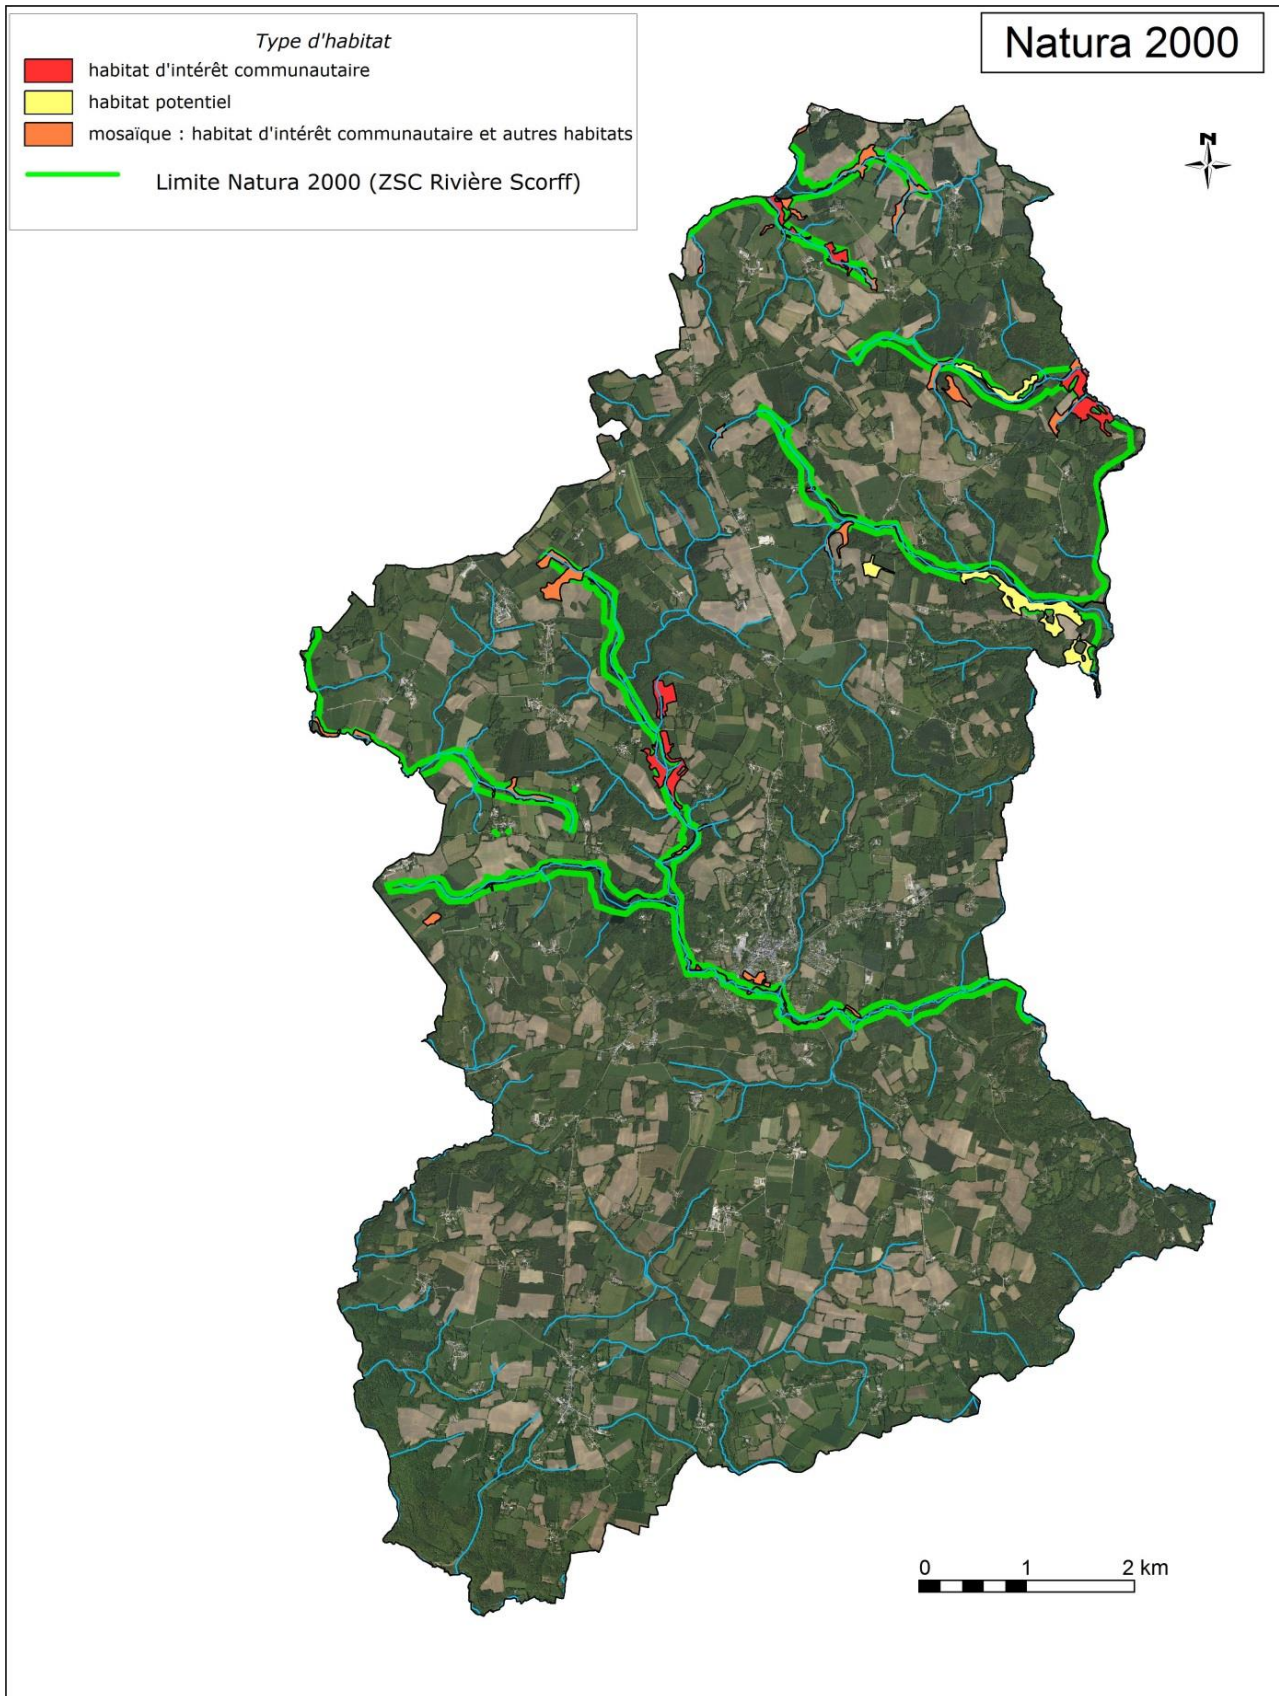 Type d'habitat
habitat d'intérêt communautaire
habitat potentiel
mosaïque : habitat d'intérêt communautaire et autres habitats
Limite Natura 2000 (ZSC Rivière Scorff)
Natura 2000
N
0 1 2 km